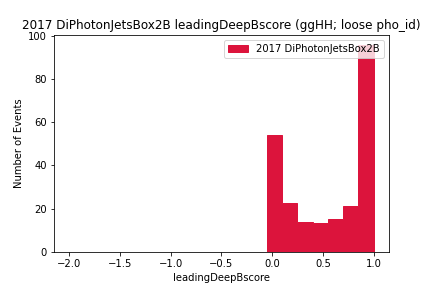 2017 DiPhotonJetsBox2B leadingDeepBscore (ggHH; loose pho_id)
2017 DiPhotonJetsBox2B
100
80
60
40
20
0
Number of Events
−2.0 −1.5 −1.0 −0.5 0.0 0.5 1.0
leadingDeepBscore